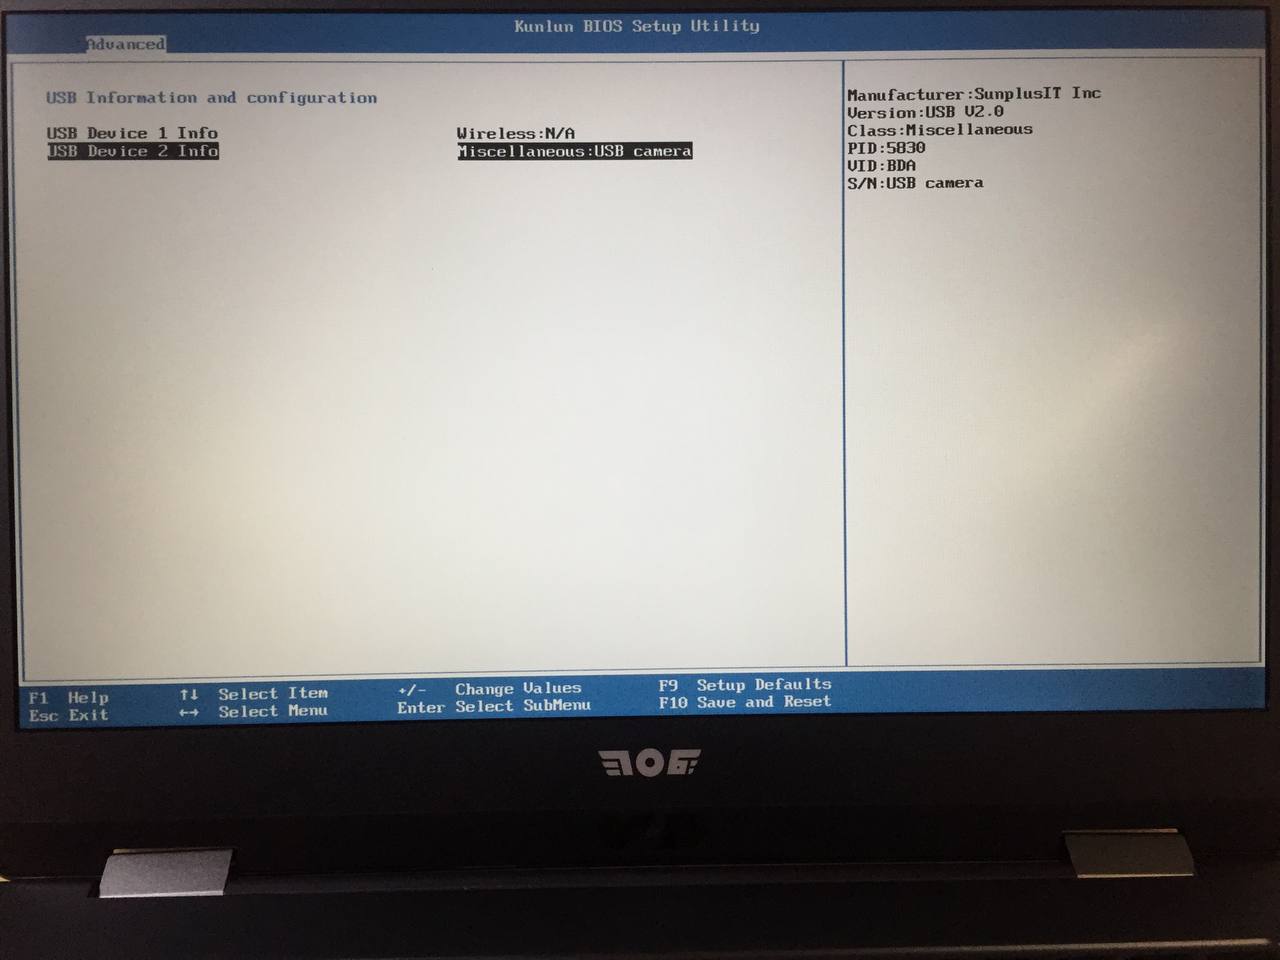 Kunlun BIOS Setup Utility
Advanced
USB Information and configuration
USB Device 1 Info Wireless:N/A
USB Device 2 Info Miscellaneous:USB camera
Manufacturer:SunplusIT Inc
Version:USB V2.0
Class:Miscellaneous
PID:5830
VID:BDA
S/N:USB camera
F1 Help ↑↓ Select Item +/- Change Values F9 Setup Defaults
Esc Exit ←→ Select Menu Enter Select SubMenu F10 Save and Reset
706